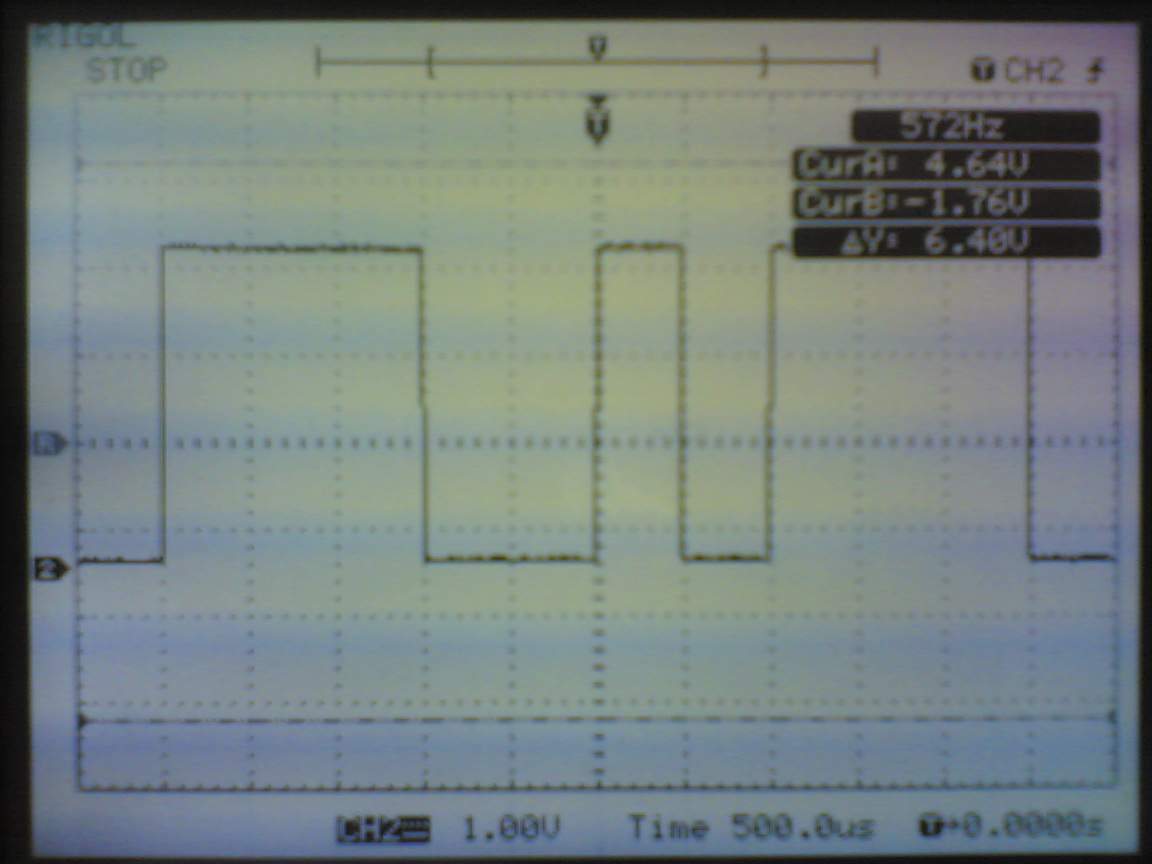 RIGOL
STOP
T
T CH2
T
572Hz
CurA: 4.64V
CurB:-1.76V
ΔY: 6.40V
2
CH2 1.00V Time 500.0us T→0.0000s